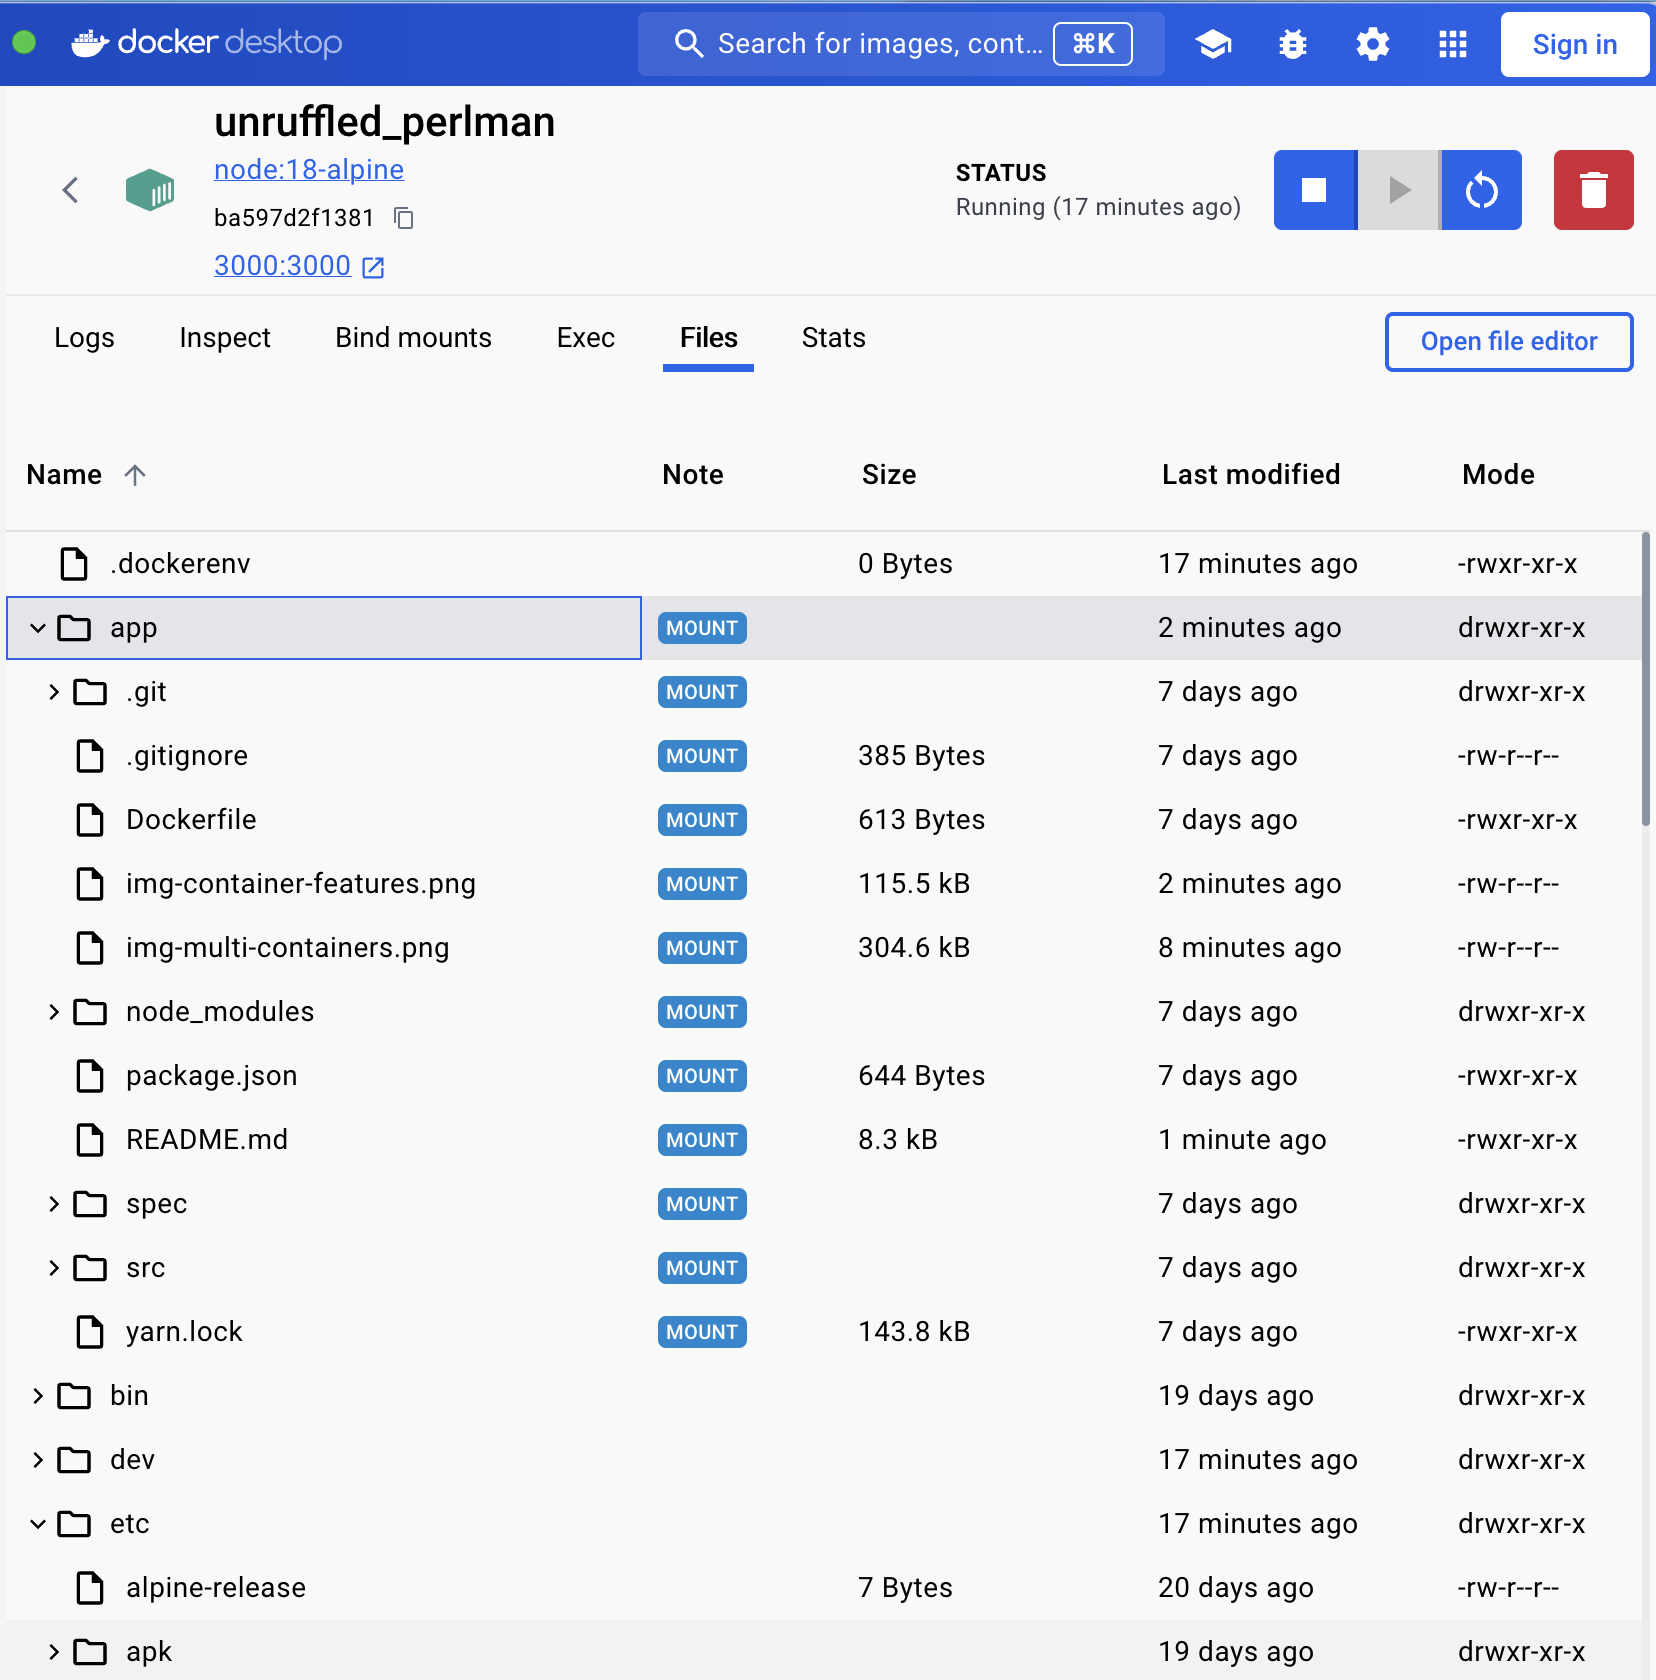 docker desktop
Search for images, cont... ⌘K
Sign in
unruffled_perlman
node:18-alpine
ba597d2f1381
3000:3000
STATUS
Running (17 minutes ago)
Logs Inspect Bind mounts Exec Files Stats
Open file editor
Name Note Size Last modified Mode
.dockerenv 0 Bytes 17 minutes ago -rwxr-xr-x
app MOUNT 2 minutes ago drwxr-xr-x
.git MOUNT 7 days ago drwxr-xr-x
.gitignore MOUNT 385 Bytes 7 days ago -rw-r--r--
Dockerfile MOUNT 613 Bytes 7 days ago -rwxr-xr-x
img-container-features.png MOUNT 115.5 kB 2 minutes ago -rw-r--r--
img-multi-containers.png MOUNT 304.6 kB 8 minutes ago -rw-r--r--
node_modules MOUNT 7 days ago drwxr-xr-x
package.json MOUNT 644 Bytes 7 days ago -rwxr-xr-x
README.md MOUNT 8.3 kB 1 minute ago -rwxr-xr-x
spec MOUNT 7 days ago drwxr-xr-x
src MOUNT 7 days ago drwxr-xr-x
yarn.lock MOUNT 143.8 kB 7 days ago -rwxr-xr-x
bin 19 days ago drwxr-xr-x
dev 17 minutes ago drwxr-xr-x
etc 17 minutes ago drwxr-xr-x
alpine-release 7 Bytes 20 days ago -rw-r--r--
apk 19 days ago drwxr-xr-x